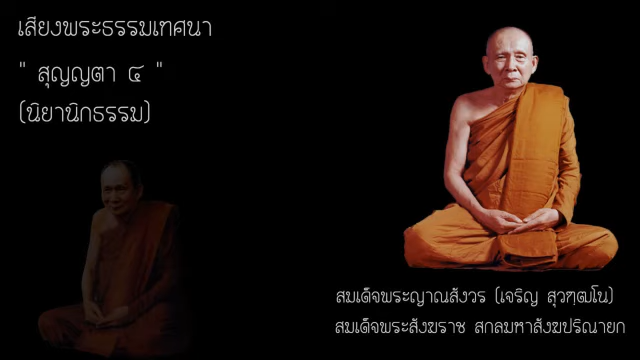 เสียงพระธรรมเทศนา
" สุญญตา ๔ "
(นิยานิกธรรม)
สมเด็จพระญาณสังวร (เจริญ สุวฑฺฒโน)
สมเด็จพระสังฆราช สกลมหาสังฆปริณายก